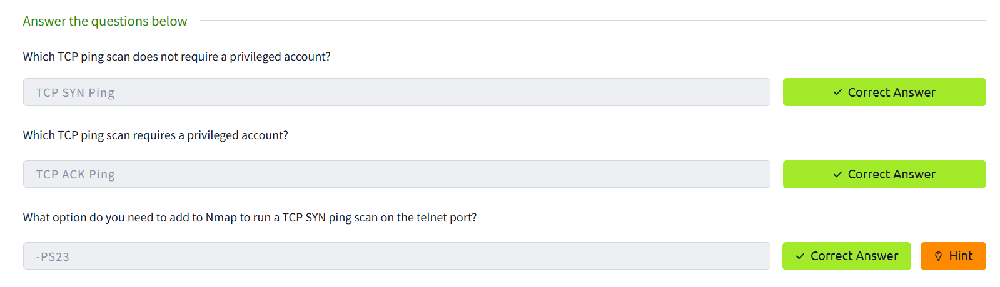 Answer the questions below
Which TCP ping scan does not require a privileged account?
TCP SYN Ping
Correct Answer
Which TCP ping scan requires a privileged account?
TCP ACK Ping
Correct Answer
What option do you need to add to Nmap to run a TCP SYN ping scan on the telnet port?
-PS23
Correct Answer
Hint